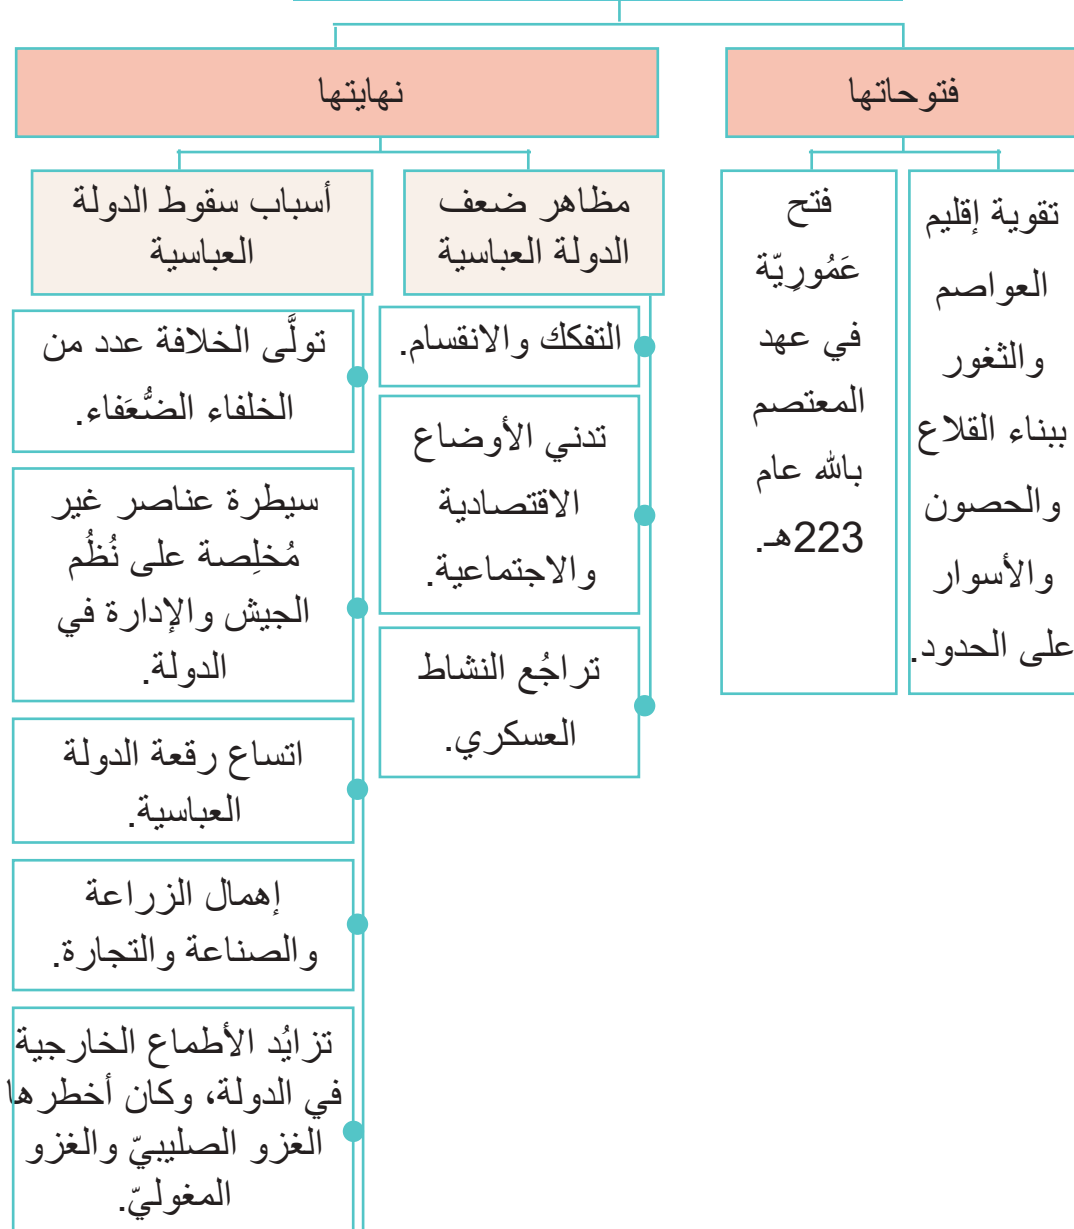 فتوحاتها
تقوية إقليم
العواصم
والثغور
ببناء القلاع
والحصون
والأسوار
على الحدود.
فتح
عَمُورِيّة
في عهد
المعتصم
بالله عام
223هـ.
نهايتها
مظاهر ضعف
الدولة العباسية
التفكك والانقسام.
تدني الأوضاع
الاقتصادية
والاجتماعية.
تراجُع النشاط
العسكري.
أسباب سقوط الدولة
العباسية
تولَّى الخلافة عدد من
الخلفاء الضُّعَفاء.
سيطرة عناصر غير
مُخلِصة على نُظُم
الجيش والإدارة في
الدولة.
اتساع رقعة الدولة
العباسية.
إهمال الزراعة
والصناعة والتجارة.
تزايُد الأطماع الخارجية
في الدولة، وكان أخطرها
الغزو الصليبيّ والغزو
المغوليّ.